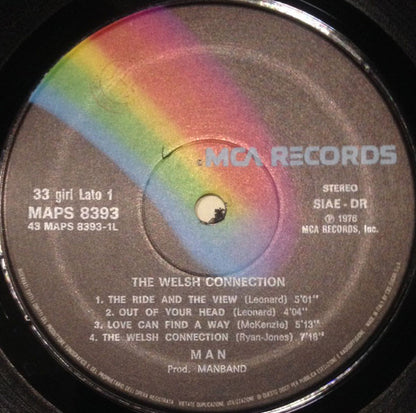 MCA RECORDS
33 giri Lato 1
MAPS 8393
43 MAPS 8393-1L
STEREO
SIAE - DR
℗ 1976
MCA RECORDS, Inc.
THE WELSH CONNECTION
1. THE RIDE AND THE VIEW (Leonard) 5'01"
2. OUT OF YOUR HEAD (Leonard) 4'04"
3. LOVE CAN FIND A WAY (McKenzie) 5'13"
4. THE WELSH CONNECTION (Ryan-Jones) 7'16"
MAN
Prod. MANBAND